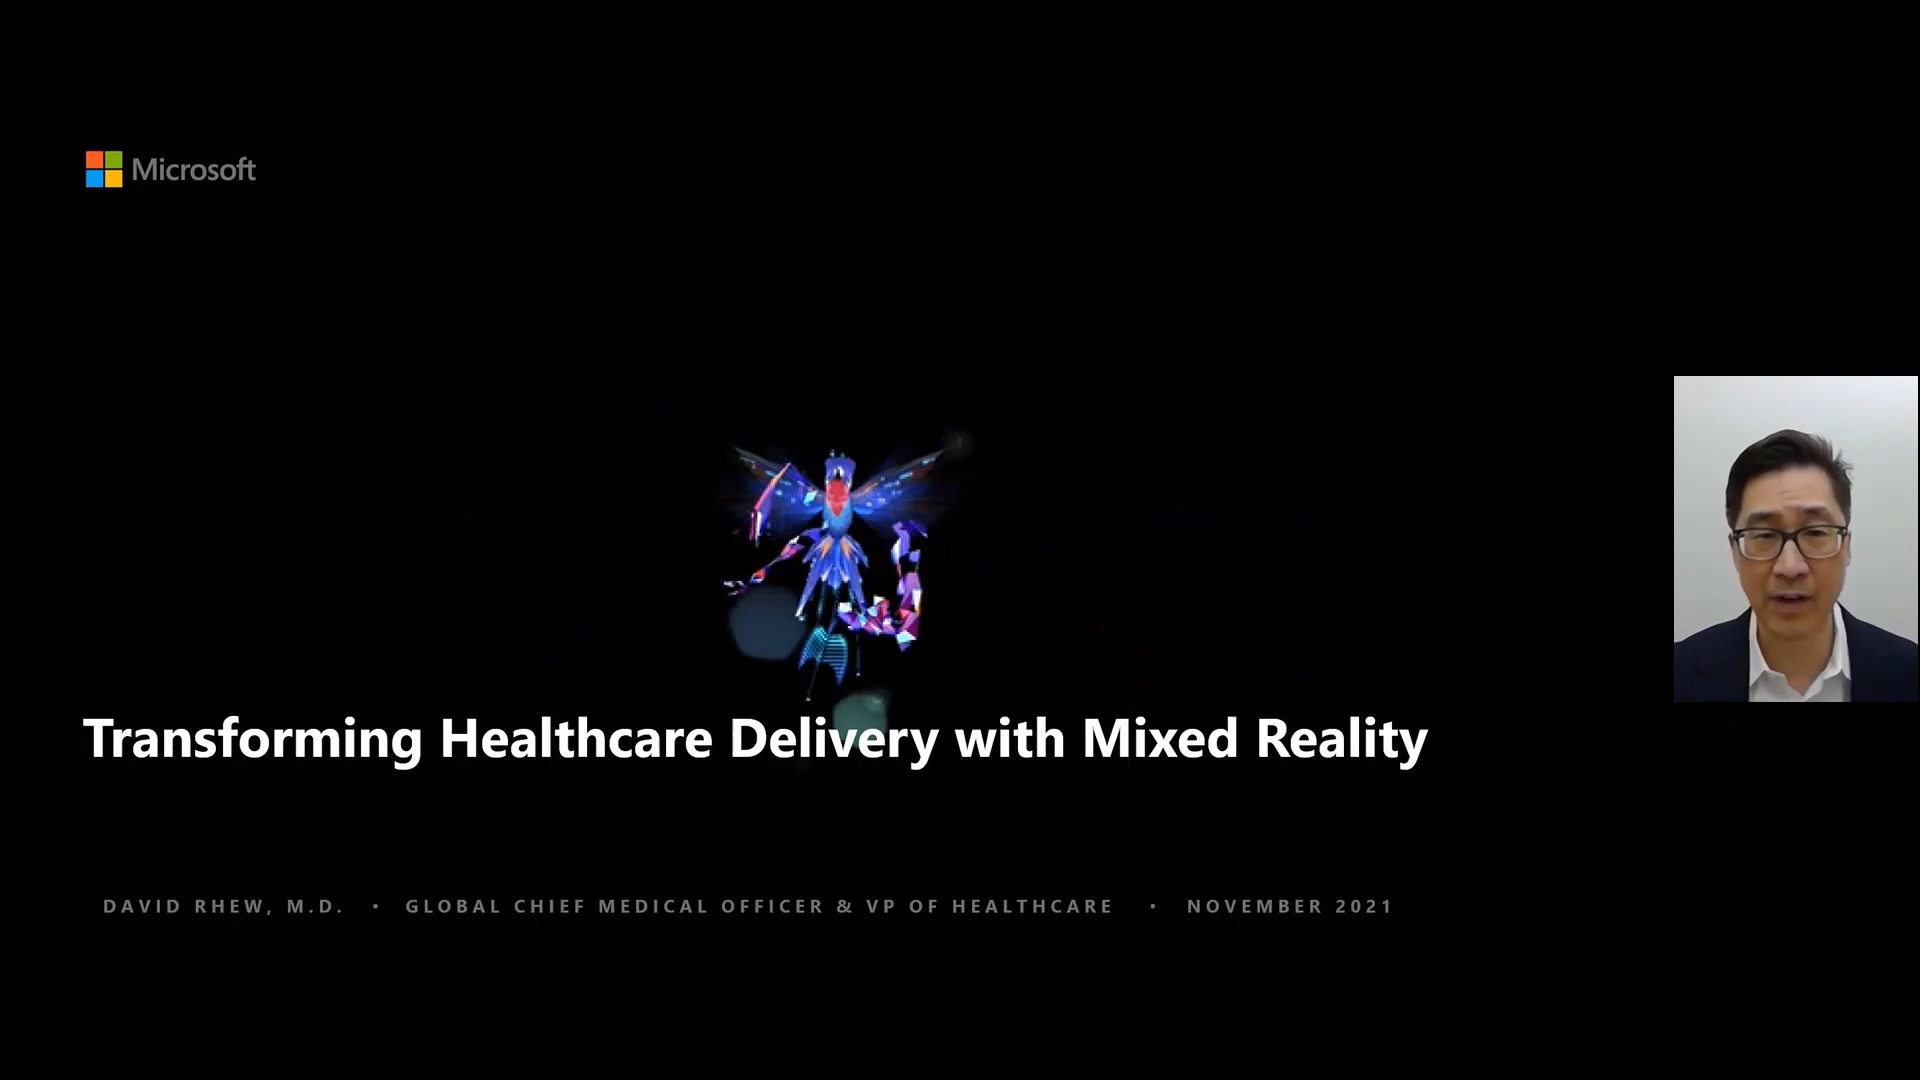 Microsoft
Transforming Healthcare Delivery with Mixed Reality
DAVID RHEW, M.D. • GLOBAL CHIEF MEDICAL OFFICER & VP OF HEALTHCARE • NOVEMBER 2021